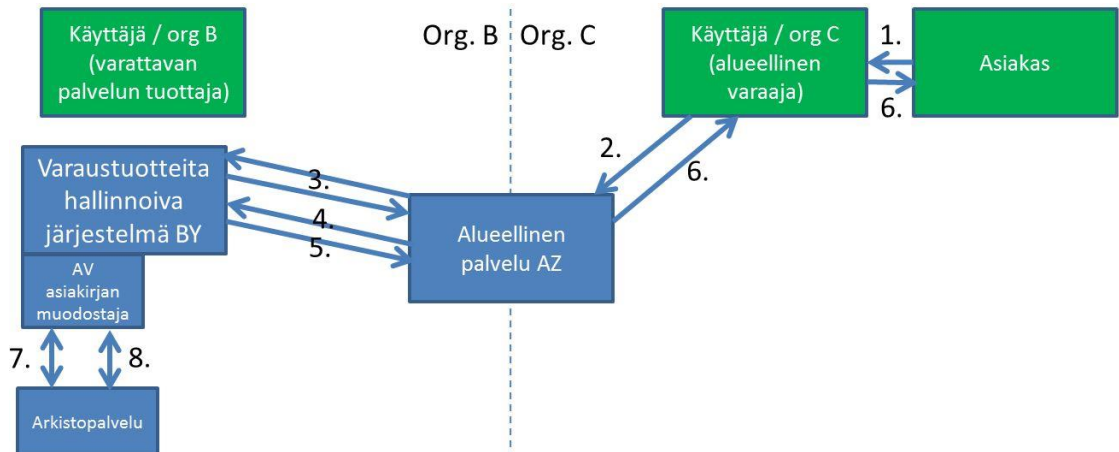 Käyttäjä / org B
(varattavan
palvelun tuottaja)
Org. B
Org. C
Käyttäjä / org C
(alueellinen
varaaja)
1.
6.
Asiakas
2.
6.
Varaustuotteita
hallinnoiva
järjestelmä BY
3.
4.
5.
Alueellinen
palvelu AZ
AV
asiakirjan
muodostaja
7.
8.
Arkistopalvelu